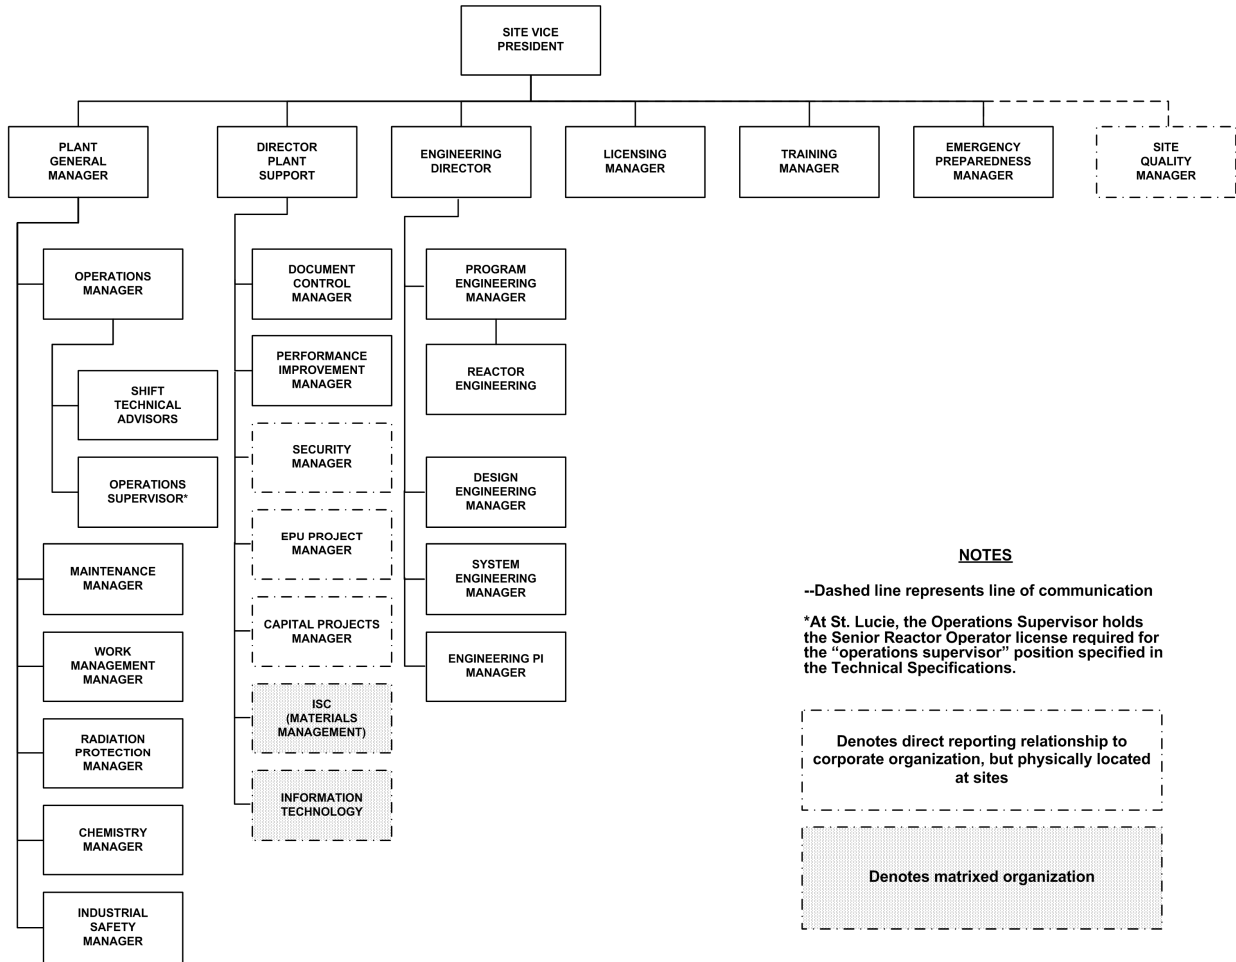 SITE VICE
PRESIDENT
PLANT
GENERAL
MANAGER
DIRECTOR
PLANT
SUPPORT
ENGINEERING
DIRECTOR
LICENSING
MANAGER
TRAINING
MANAGER
EMERGENCY
PREPAREDNESS
MANAGER
SITE
QUALITY
MANAGER
OPERATIONS
MANAGER
SHIFT
TECHNICAL
ADVISORS
OPERATIONS
SUPERVISOR*
MAINTENANCE
MANAGER
WORK
MANAGEMENT
MANAGER
RADIATION
PROTECTION
MANAGER
CHEMISTRY
MANAGER
INDUSTRIAL
SAFETY
MANAGER
DOCUMENT
CONTROL
MANAGER
PERFORMANCE
IMPROVEMENT
MANAGER
SECURITY
MANAGER
EPU PROJECT
MANAGER
CAPITAL PROJECTS
MANAGER
ISC
(MATERIALS
MANAGEMENT)
INFORMATION
TECHNOLOGY
PROGRAM
ENGINEERING
MANAGER
REACTOR
ENGINEERING
DESIGN
ENGINEERING
MANAGER
SYSTEM
ENGINEERING
MANAGER
ENGINEERING PI
MANAGER
NOTES
--Dashed line represents line of communication
*At St. Lucie, the Operations Supervisor holds
the Senior Reactor Operator license required for
the “operations supervisor” position specified in
the Technical Specifications.
Denotes direct reporting relationship to
corporate organization, but physically located
at sites
Denotes matrixed organization